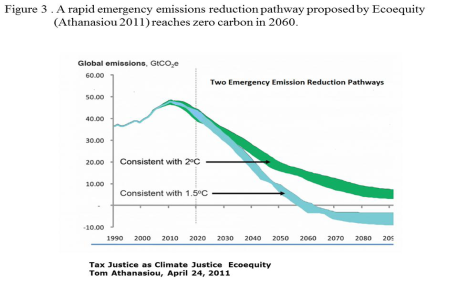 Figure 3 . A rapid emergency emissions reduction pathway proposed by Ecoequity
(Athanasiou 2011) reaches zero carbon in 2060.
Global emissions, GtCO2e
Two Emergency Emission Reduction Pathways
60.00
50.00
40.00
30.00
20.00
10.00
-
-10.00
Consistent with 2ºC
Consistent with 1.5ºC
1990 2000 2010 2020 2030 2040 2050 2060 2070 2080 209
Tax Justice as Climate Justice Ecoequity
Tom Athanasiou, April 24, 2011